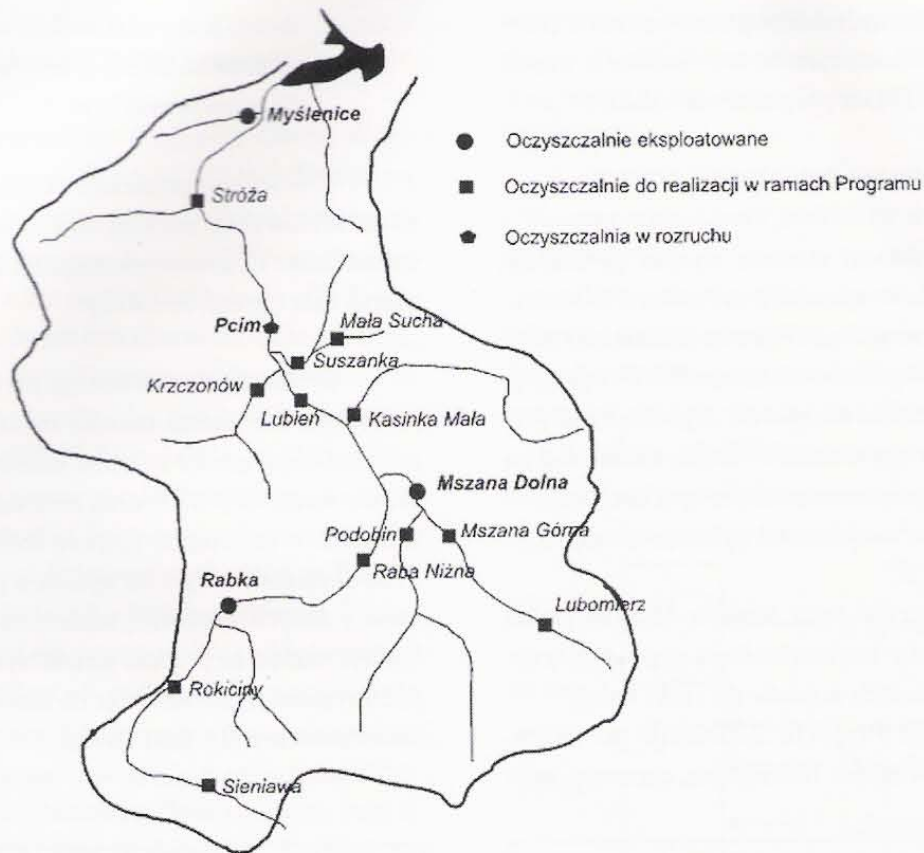 Myślenice
Oczyszczalnie eksploatowane
Oczyszczalnie do realizacji w ramach Programu
Stróża
Oczyszczalnia w rozruchu
Pcim
Mała Sucha
Suszanka
Krzczonów
Lubień
Kasinka Mała
Mszana Dolna
Podobin
Mszana Górna
Raba Niżna
Rabka
Lubomierz
Rokiciny
Sieniawa